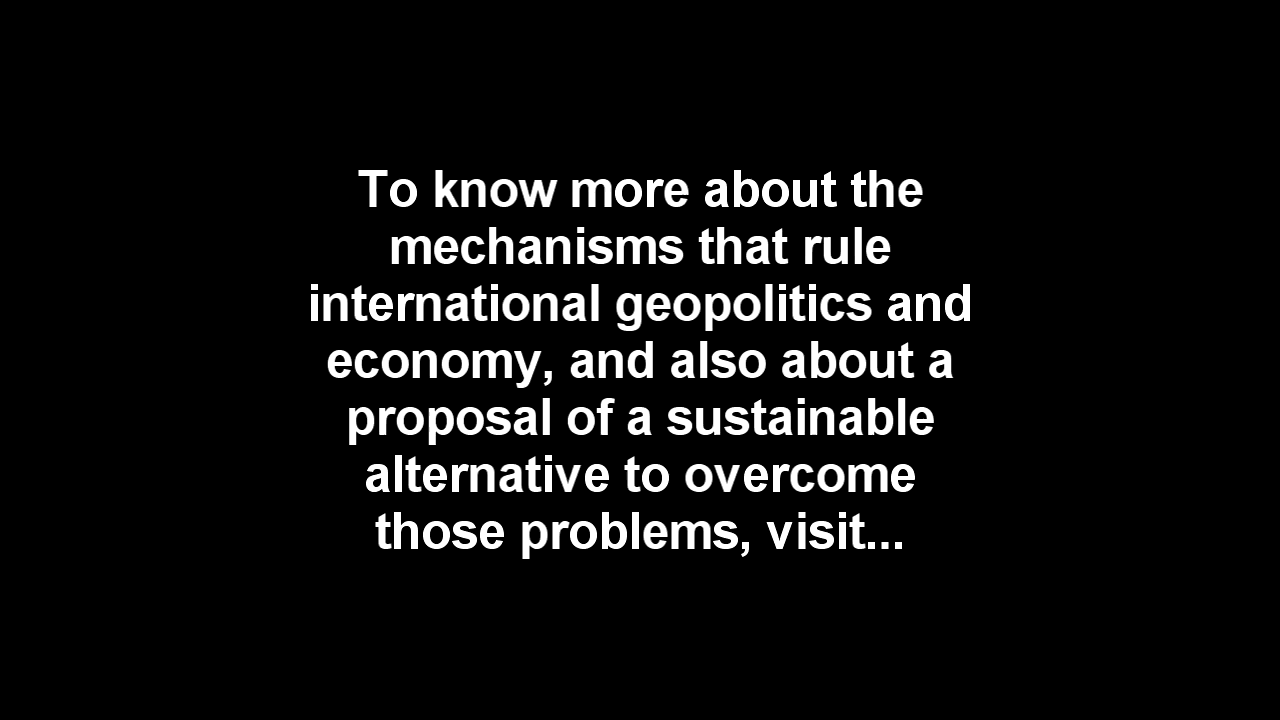 To know more about the
mechanisms that rule
international geopolitics and
economy, and also about a
proposal of a sustainable
alternative to overcome
those problems, visit...